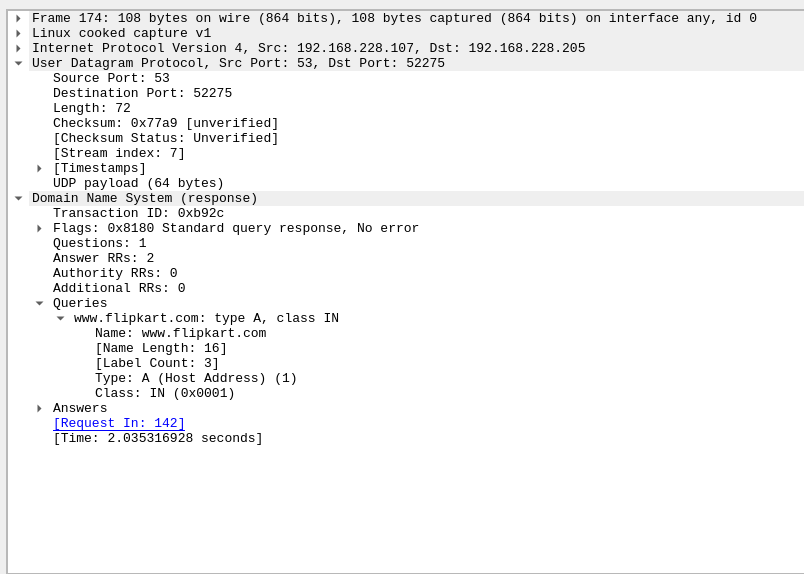 Frame 174: 108 bytes on wire (864 bits), 108 bytes captured (864 bits) on interface any, id 0
Linux cooked capture v1
Internet Protocol Version 4, Src: 192.168.228.107, Dst: 192.168.228.205
User Datagram Protocol, Src Port: 53, Dst Port: 52275
Source Port: 53
Destination Port: 52275
Length: 72
Checksum: 0x77a9 [unverified]
[Checksum Status: Unverified]
[Stream index: 7]
[Timestamps]
UDP payload (64 bytes)
Domain Name System (response)
Transaction ID: 0xb92c
Flags: 0x8180 Standard query response, No error
Questions: 1
Answer RRs: 2
Authority RRs: 0
Additional RRs: 0
Queries
www.flipkart.com: type A, class IN
Name: www.flipkart.com
[Name Length: 16]
[Label Count: 3]
Type: A (Host Address) (1)
Class: IN (0x0001)
Answers
[Request In: 142]
[Time: 2.035316928 seconds]